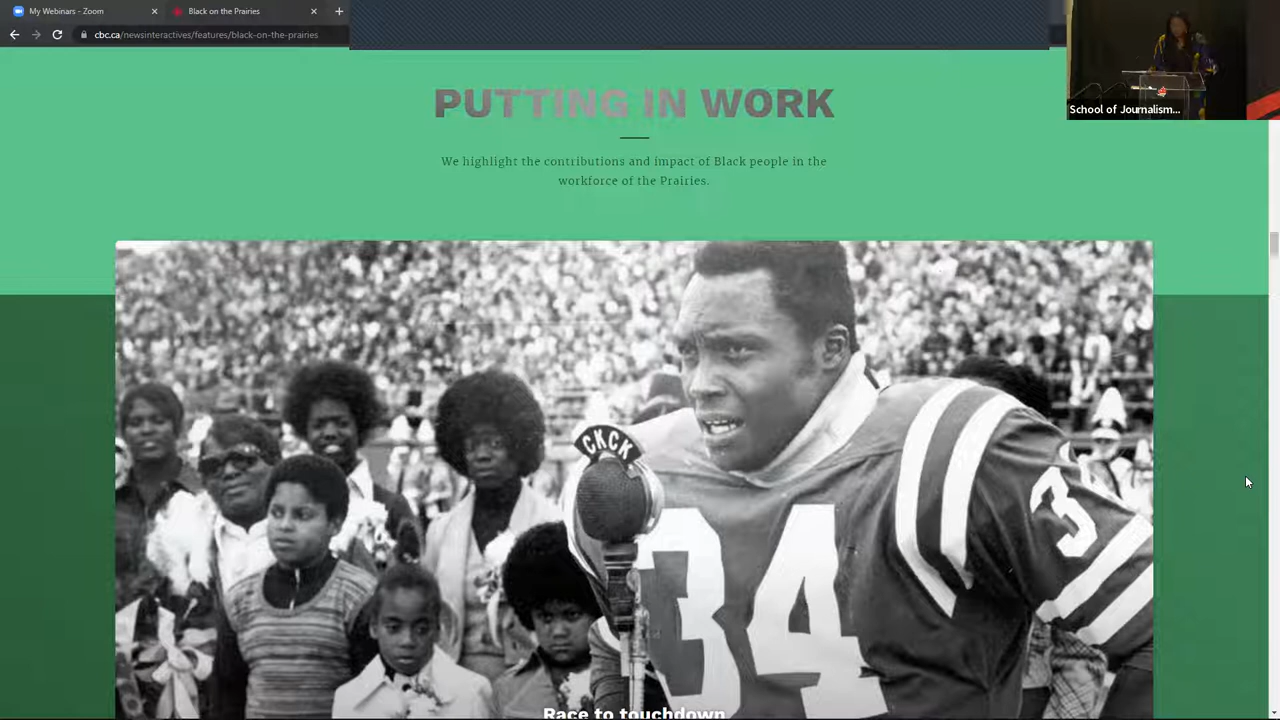 My Webinars - Zoom
Black on the Prairies
cbc.ca/newsinteractives/features/black-on-the-prairies
School of Journalism...
PUTTING IN WORK
We highlight the contributions and impact of Black people in the
workforce of the Prairies.
CKCK
34
3
Race to touchdown